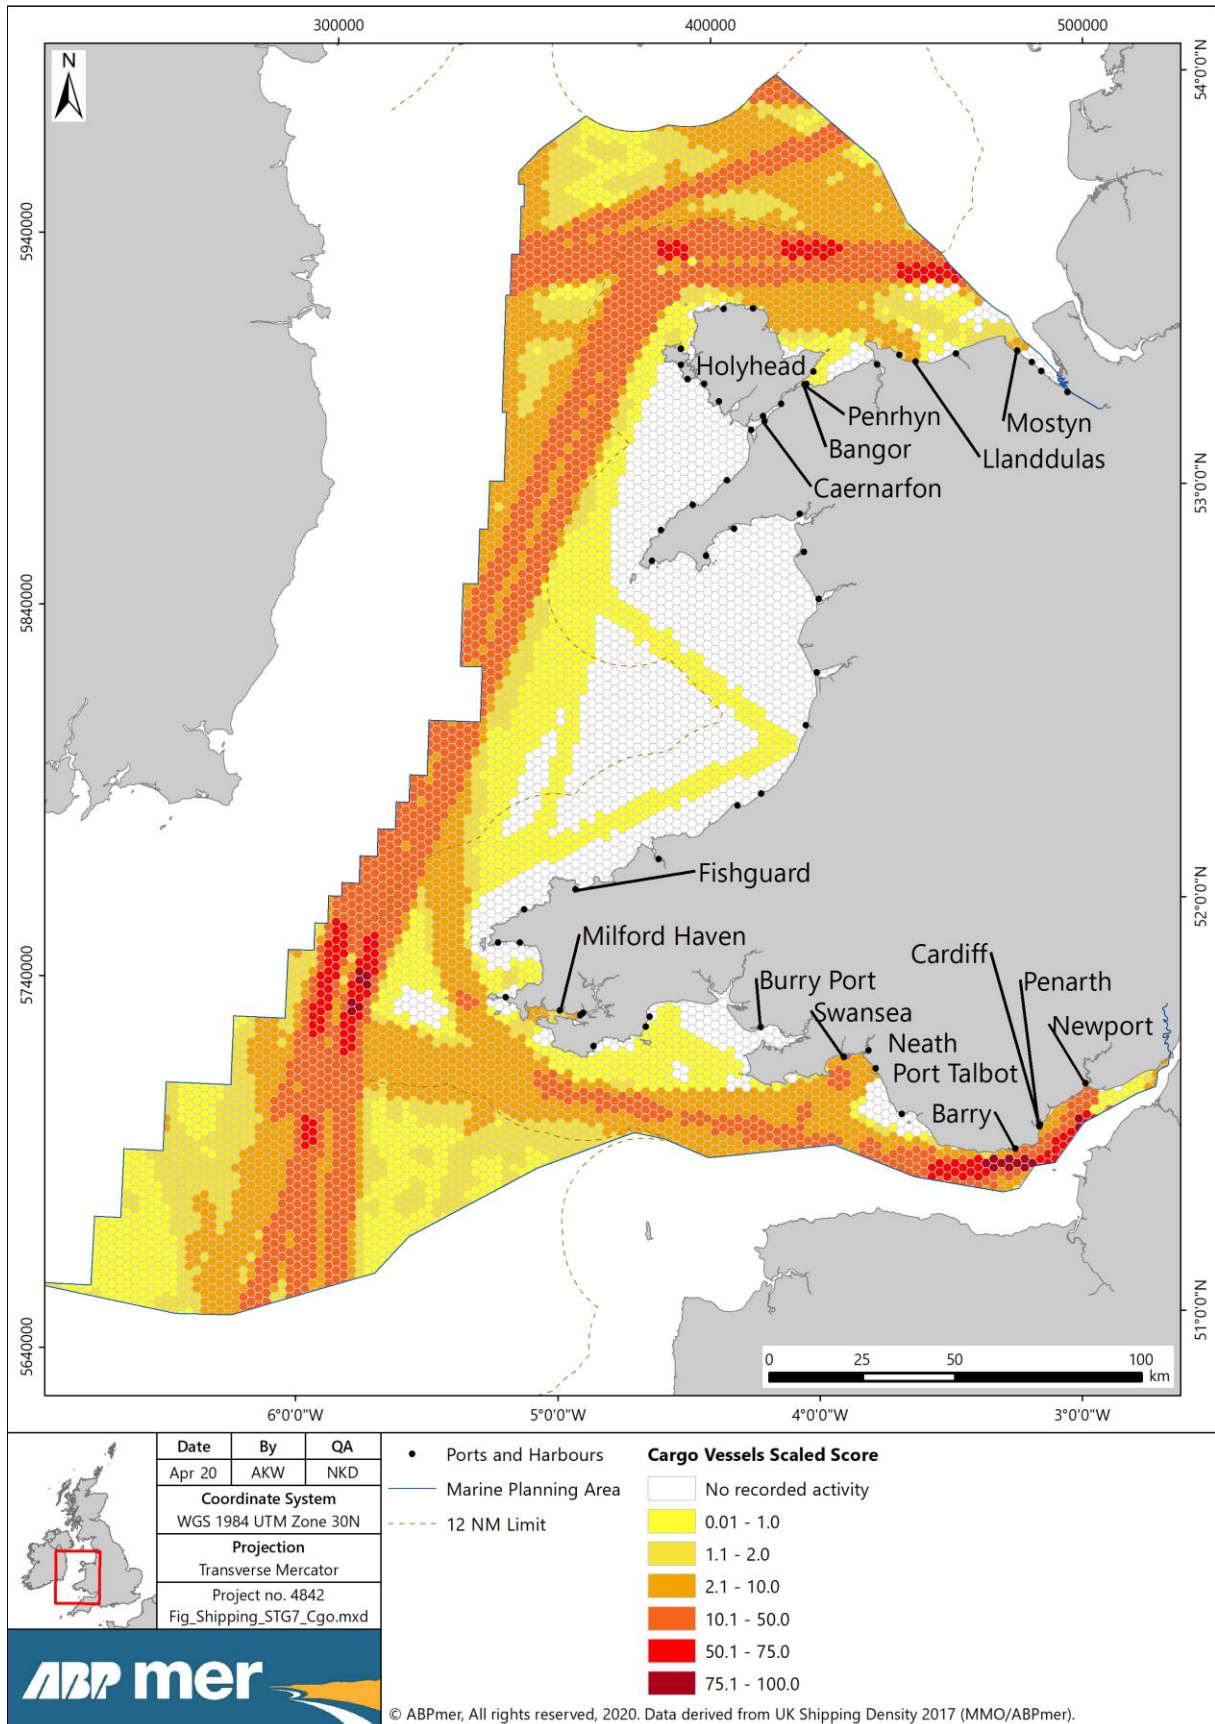 300000
400000
500000
N
54°0'0"N
5940000
Holyhead
Penrhyn
Mostyn
Bangor
Llanddulas
Caernarfon
53°0'0"N
5840000
Fishguard
52°0'0"N
Milford Haven
Cardiff
5740000
Burry Port
Penarth
Swansea
Newport
Neath
Port Talbot
Barry
51°0'0"N
5640000
0 25 50 100
km
6°0'0"W
5°0'0"W
4°0'0"W
3°0'0"W
Date By QA
Apr 20 AKW NKD
Coordinate System
WGS 1984 UTM Zone 30N
Projection
Transverse Mercator
Project no. 4842
Fig_Shipping_STG7_Cgo.mxd
ABPmer
Ports and Harbours
Marine Planning Area
12 NM Limit
Cargo Vessels Scaled Score
No recorded activity
0.01 - 1.0
1.1 - 2.0
2.1 - 10.0
10.1 - 50.0
50.1 - 75.0
75.1 - 100.0
© ABPmer, All rights reserved, 2020. Data derived from UK Shipping Density 2017 (MMO/ABPmer).